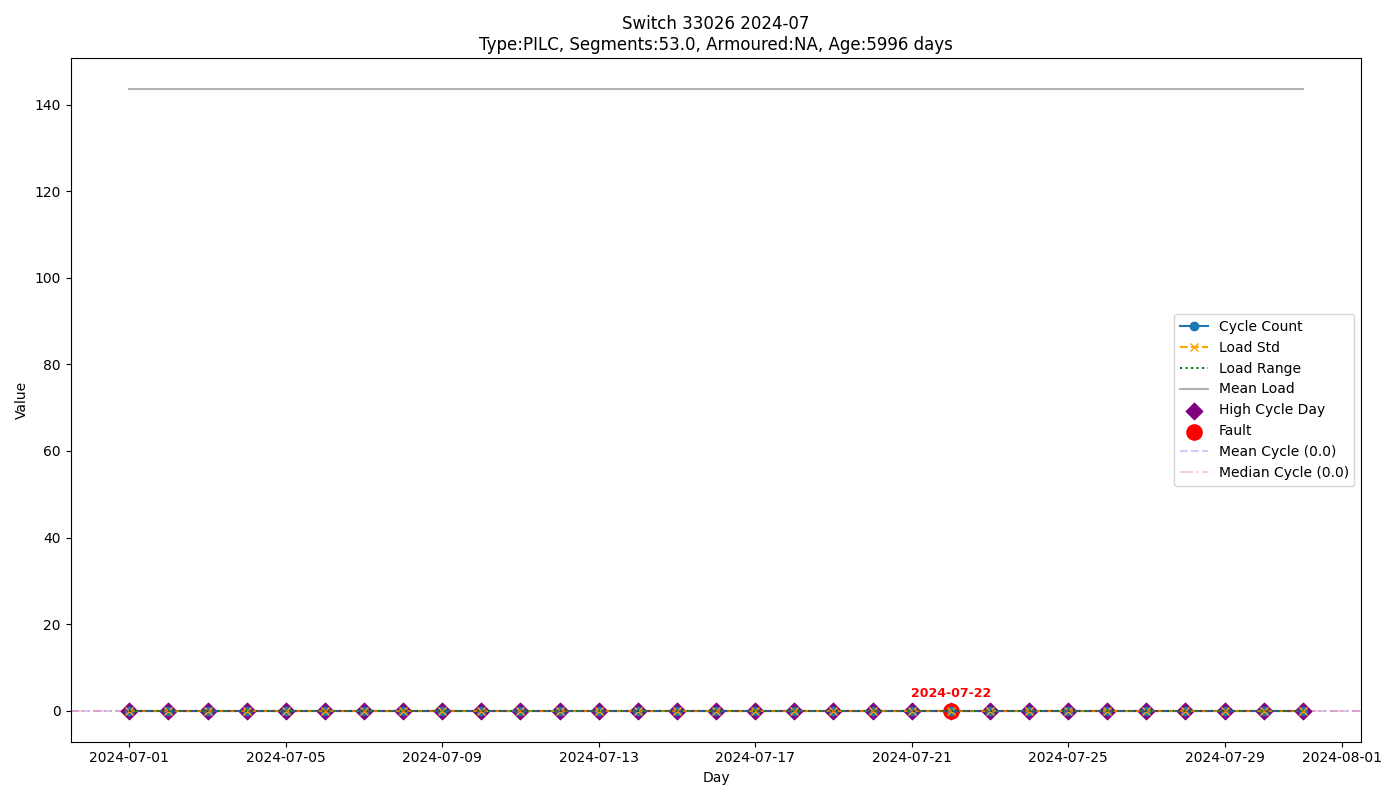 Switch 33026 2024-07
Type:PILC, Segments:53.0, Armoured:NA, Age:5996 days
140
120
100
80
60
40
20
0
Value
Cycle Count
Load Std
Load Range
Mean Load
High Cycle Day
Fault
Mean Cycle (0.0)
Median Cycle (0.0)
2024-07-22
2024-07-01
2024-07-05
2024-07-09
2024-07-13
2024-07-17
2024-07-21
2024-07-25
2024-07-29
2024-08-01
Day